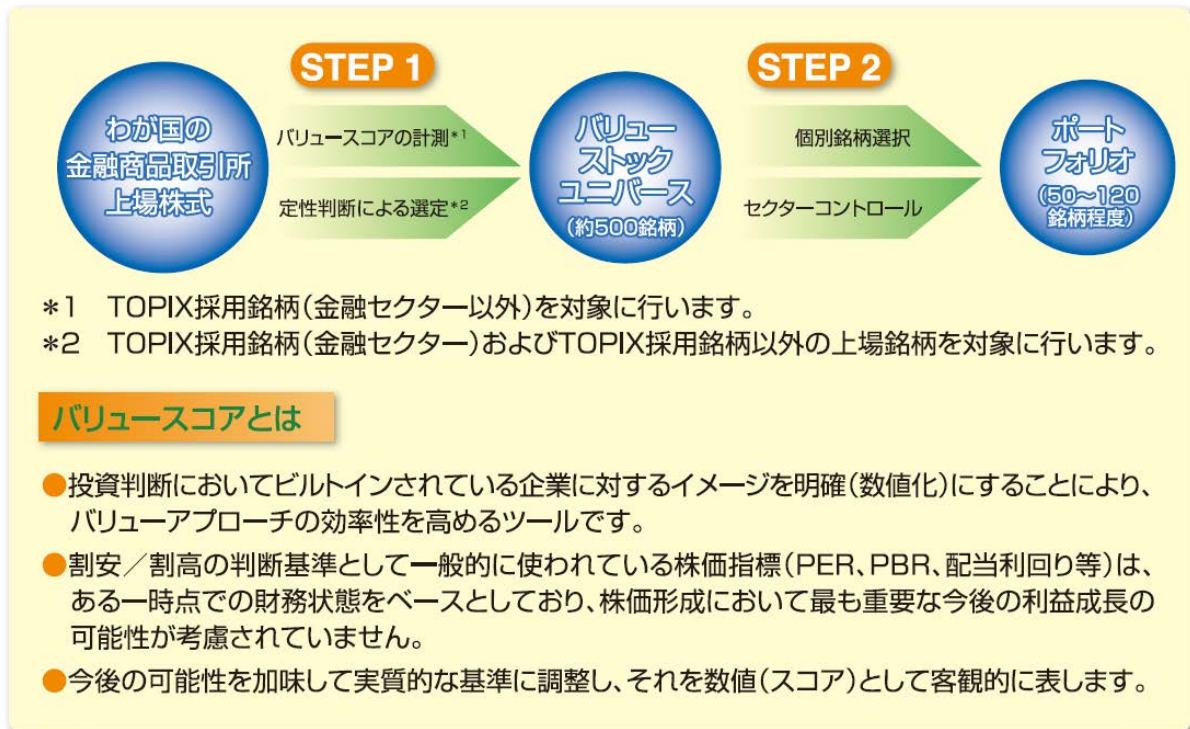 STEP 1
STEP 2
わが国の
金融商品取引所
上場株式
バリュースコアの計測*1
定性判断による選定*2
バリュー
ストック
ユニバース
(約500銘柄)
個別銘柄選択
セクターコントロール
ポート
フォリオ
(50〜120
銘柄程度)
*1 TOPIX採用銘柄(金融セクター以外)を対象に行います。
*2 TOPIX採用銘柄(金融セクター)およびTOPIX採用銘柄以外の上場銘柄を対象に行います。
バリュースコアとは
●投資判断においてビルトインされている企業に対するイメージを明確(数値化)にすることにより、
バリューアプローチの効率性を高めるツールです。
●割安/割高の判断基準として一般的に使われている株価指標(PER、PBR、配当利回り等)は、
ある一時点での財務状態をベースとしており、株価形成において最も重要な今後の利益成長の
可能性が考慮されていません。
●今後の可能性を加味して実質的な基準に調整し、それを数値(スコア)として客観的に表します。